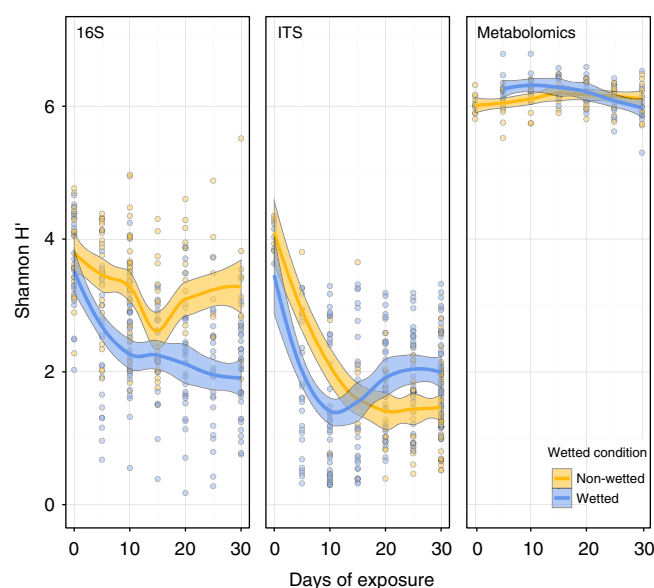 16S
ITS
Metabolomics
Shannon H'
6
4
2
0
Wetted condition
Non-wetted
Wetted
0 10 20 30
0 10 20 30
0 10 20 30
Days of exposure